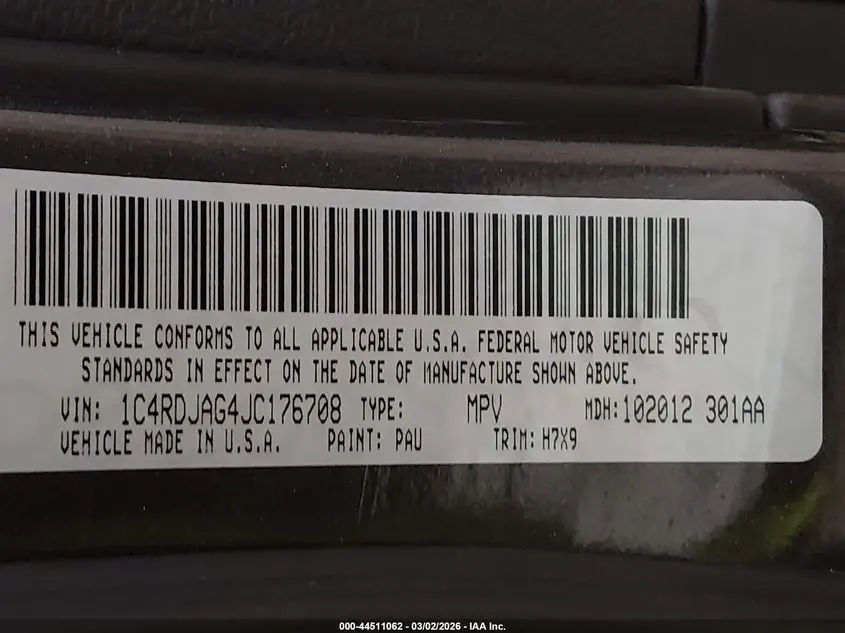 THIS VEHICLE CONFORMS TO ALL APPLICABLE U.S.A. FEDERAL MOTOR VEHICLE SAFETY
STANDARDS IN EFFECT ON THE DATE OF MANUFACTURE SHOWN ABOVE.
VIN: 1C4RDJAG4JC176708 TYPE: MPV MDH:102012 301AA
VEHICLE MADE IN U.S.A. PAINT: PAU TRIM: H7X9
000-44511062 - 03/02/2026 - IAA Inc.